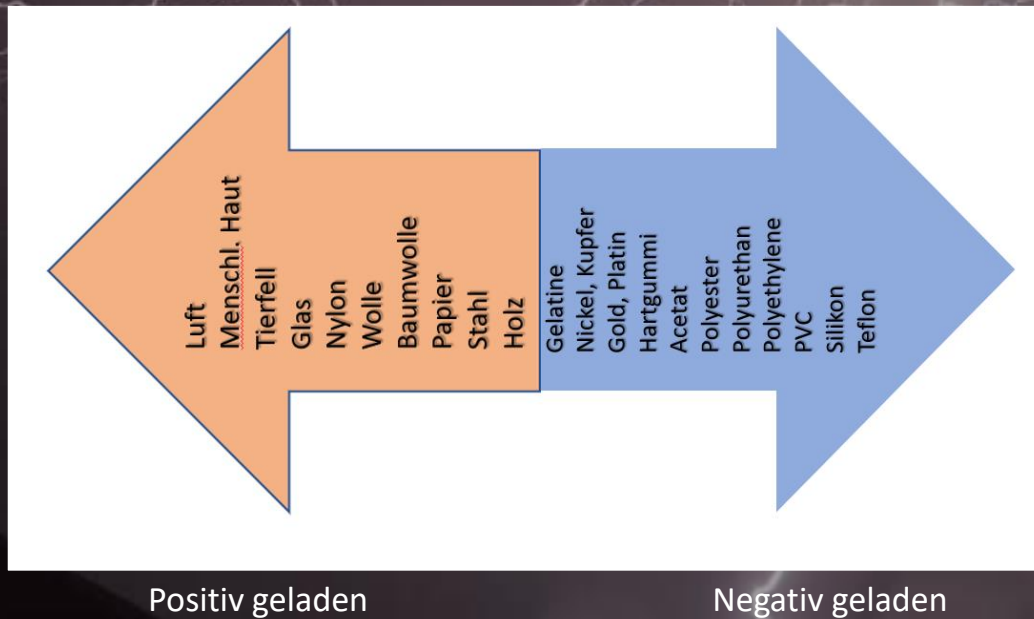 Luft
Menschl. Haut
Tierfell
Glas
Nylon
Wolle
Baumwolle
Papier
Stahl
Holz
Gelatine
Nickel, Kupfer
Gold, Platin
Hartgummi
Acetat
Polyester
Polyurethan
Polyethylene
PVC
Silikon
Teflon
Positiv geladen
Negativ geladen